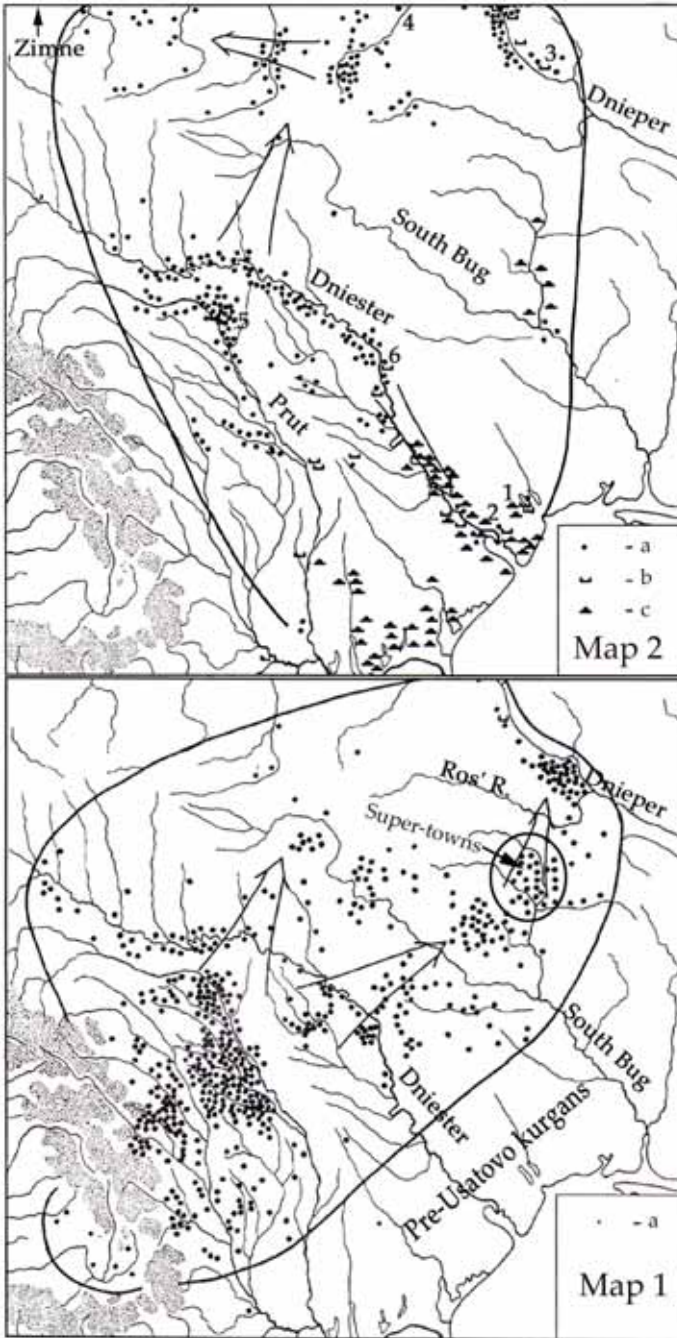 Zimne
4
3
Dnieper
South Bug
Dniester
5
6
Prut
1
2
- a
- b
- c
Map 2
Ros' R.
Dnieper
Super-towns
South Bug
Dniester
Pre-Usatovo kurgans
- a
Map 1